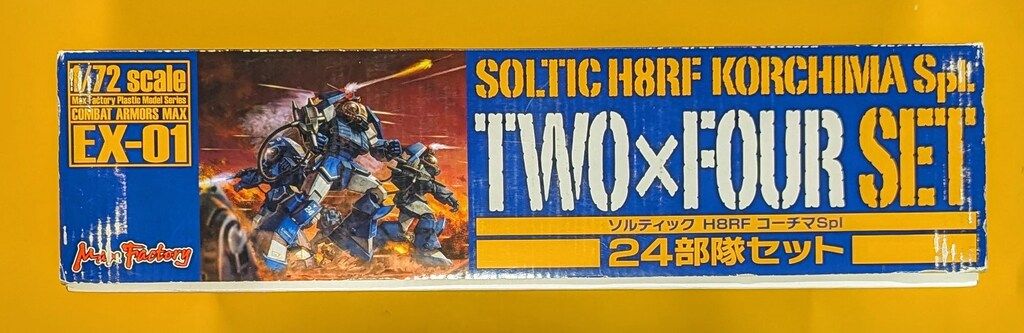 1/72 scale
Max Factory Plastic Model Series
COMBAT ARMORS MAX
EX-01
Max Factory
SOLTIC H8RF KORCHIMA Spl.
TWO×FOUR SET
ソルティック H8RF コーチマSpl
24部隊セット